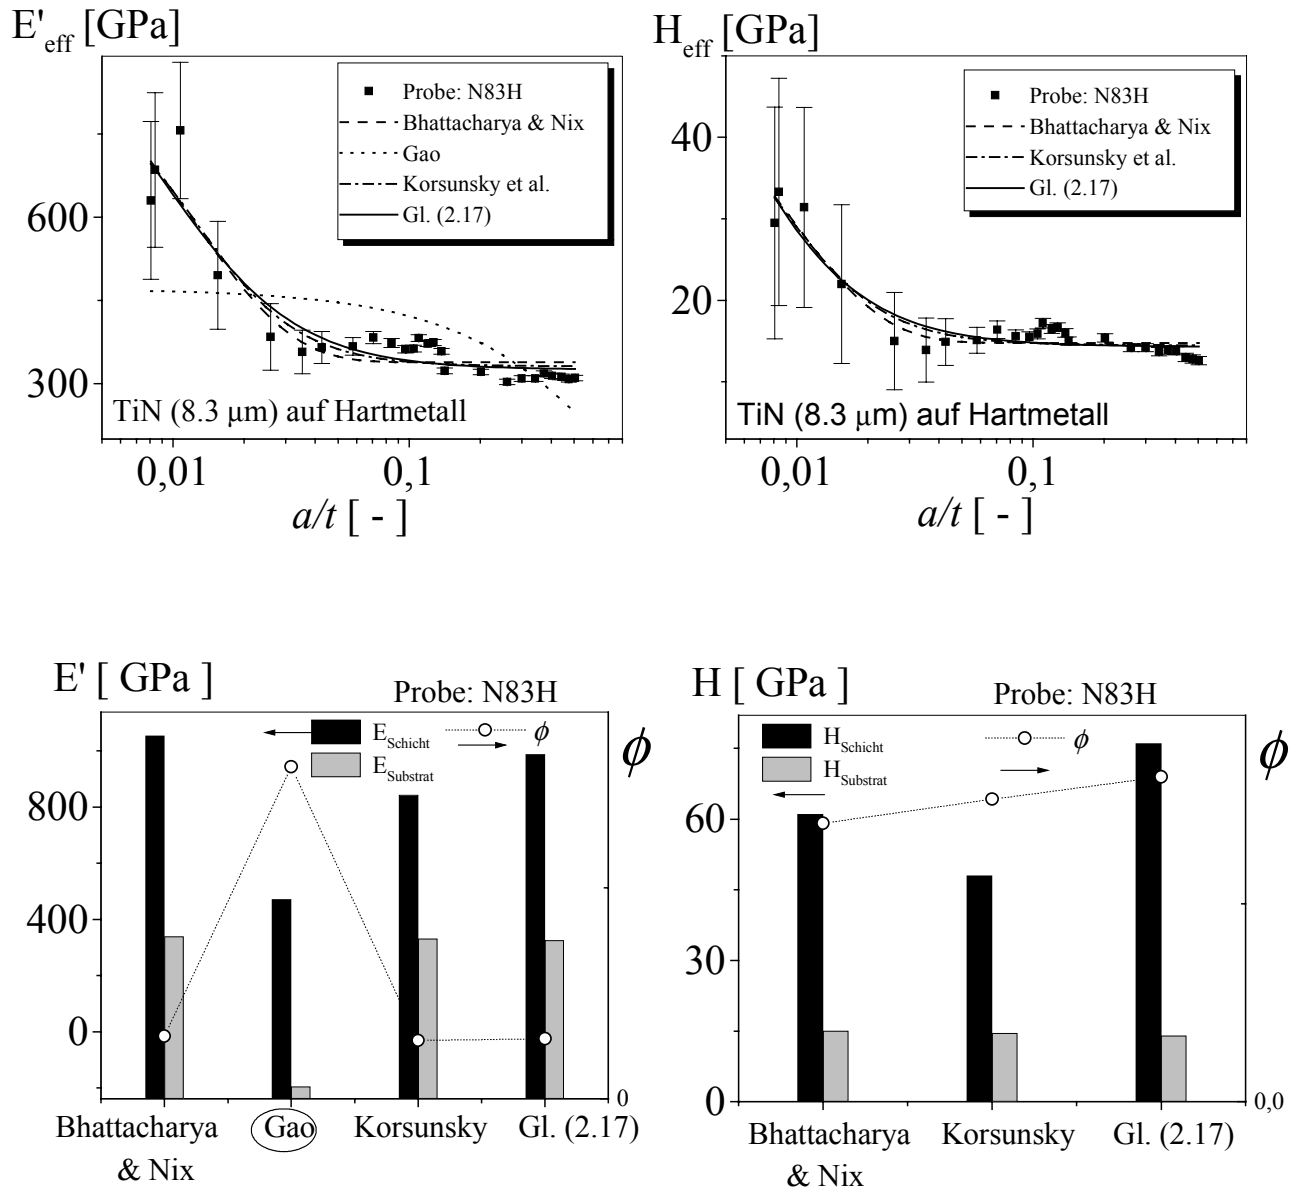 E'eff [GPa]
Probe: N83H
Bhattacharya & Nix
Gao
Korsunsky et al.
Gl. (2.17)
600
300
TiN (8.3 µm) auf Hartmetall
0,01
0,1
a/t [ - ]
Heff [GPa]
Probe: N83H
Bhattacharya & Nix
Korsunsky et al.
Gl. (2.17)
40
20
TiN (8.3 µm) auf Hartmetall
0,01
0,1
a/t [ - ]
E' [ GPa ]
Probe: N83H
ESchicht
ESubstrat
ϕ
ϕ
800
400
0
0
Bhattacharya
& Nix
Gao
Korsunsky
Gl. (2.17)
H [ GPa ]
Probe: N83H
HSchicht
HSubstrat
ϕ
ϕ
60
30
0
0,0
Bhattacharya
& Nix
Korsunsky
Gl. (2.17)